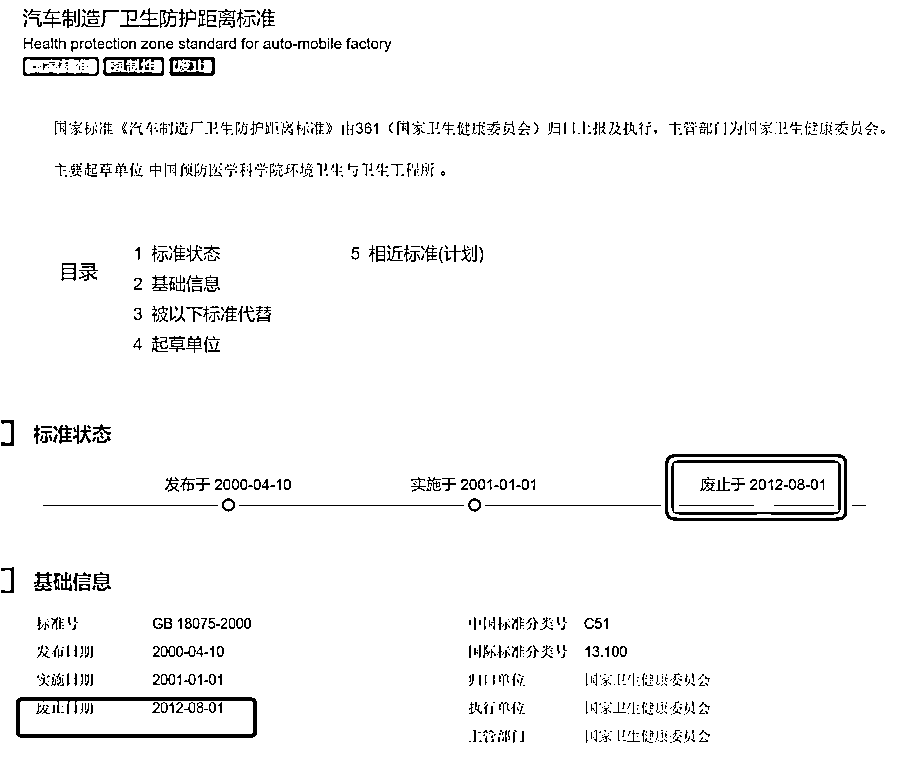 汽车制造厂卫生防护距离标准
Health protection zone standard for auto-mobile factory
国家标准 强制性 废止
国家标准《汽车制造厂卫生防护距离标准》由361（国家卫生健康委员会）归口上报及执行，主管部门为国家卫生健康委员会。
主要起草单位 中国预防医学科学院环境卫生与卫生工程所 。
目录
1 标准状态
2 基础信息
3 被以下标准代替
4 起草单位
5 相近标准(计划)
标准状态
发布于 2000-04-10 实施于 2001-01-01 废止于 2012-08-01
基础信息
标准号 GB 18075-2000
发布日期 2000-04-10
实施日期 2001-01-01
废止日期 2012-08-01
中国标准分类号 C51
国际标准分类号 13.100
归口单位 国家卫生健康委员会
执行单位 国家卫生健康委员会
主管部门 国家卫生健康委员会